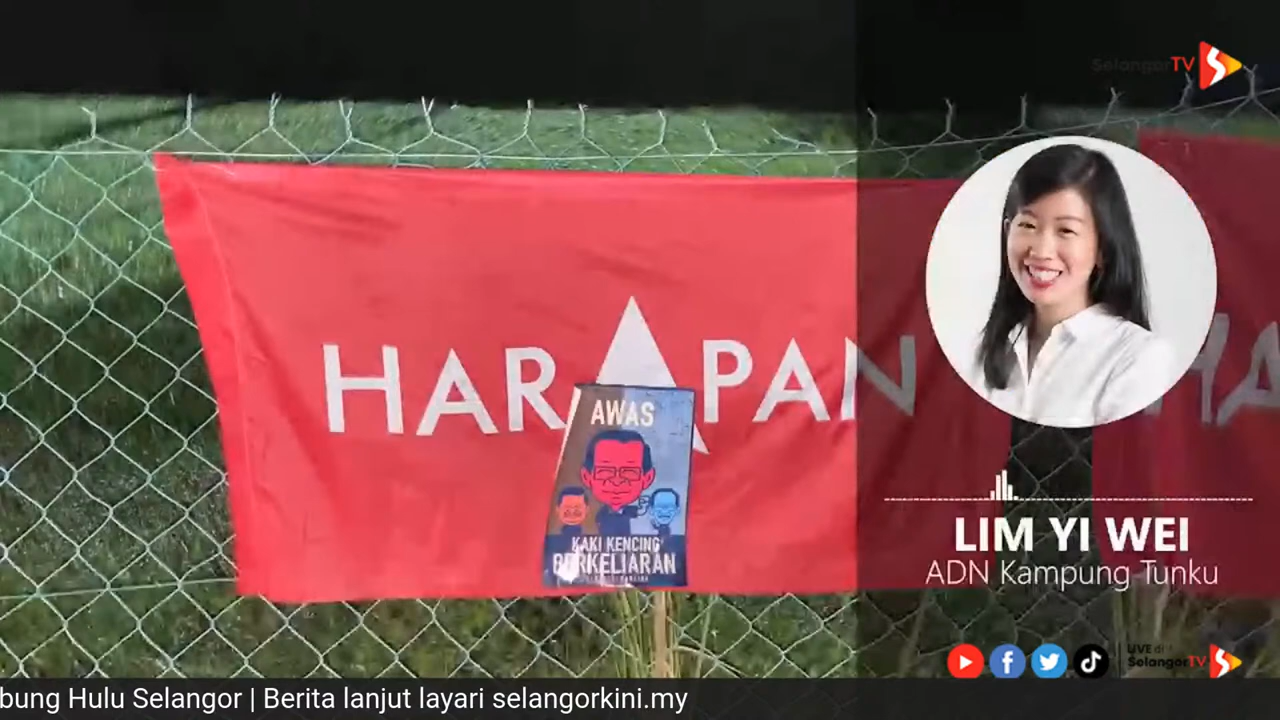 SelangorTV
HARAPAN
HA
AWAS
KAKI KENCING
BERKELIARAN
LIM YI WEI
ADN Kampung Tunku
LIVE di
SelangorTV
bung Hulu Selangor | Berita lanjut layari selangorkini.my